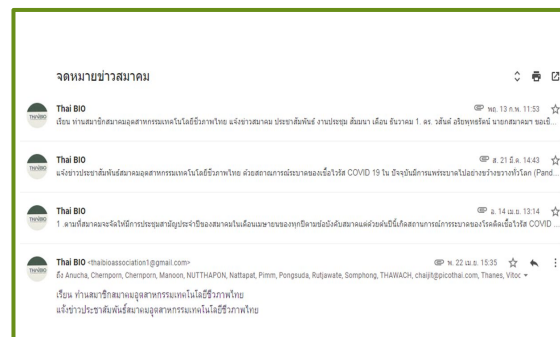 จดหมายข่าวสมาคม
Thai BIO
พฤ. 13 ก.พ. 11:53
เรียน ท่านสมาชิกสมาคมอุตสาหกรรมเทคโนโลยีชีวภาพไทย แจ้งข่าวสมาคม ประชาสัมพันธ์ งานประชุม สัมมนา เดือน ธันวาคม 1. ดร. วสันต์ อริยพุทธรัตน์ นายกสมาคมฯ ขอเชิ...
Thai BIO
ส. 21 มี.ค. 14:43
แจ้งข่าวประชาสัมพันธ์สมาคมอุตสาหกรรมเทคโนโลยีชีวภาพไทย ด้วยสถานการณ์ระบาดของเชื้อไวรัส COVID 19 ใน ปัจจุบันมีการแพร่ระบาดไปอย่างกว้างขวางทั่วโลก (Pand...
Thai BIO
อ. 14 เม.ย. 13:14
1 .ตามที่สมาคมจะจัดให้มีการประชุมสามัญประจำปีของสมาคมในเดือนเมษายนของทุกปีตามข้อบังคับสมาคมแต่ด้วยต้นปีนี้เกิดสถานการณ์การระบาดของโรคติดเชื้อไวรัส COVID ...
Thai BIO <thaibioassociation1@gmail.com>
พ. 22 เม.ย. 15:35
ถึง Anucha, Chernporn, Chernporn, Manoon, NUTTHAPON, Nattapat, Pimm, Pongsuda, Rutjawate, Somphong, THAWACH, chaijit@picothai.com, Thanes, Vitoc
เรียน ท่านสมาชิกสมาคมอุตสาหกรรมเทคโนโลยีชีวภาพไทย
แจ้งข่าวประชาสัมพันธ์สมาคมอุตสาหกรรมเทคโนโลยีชีวภาพไทย